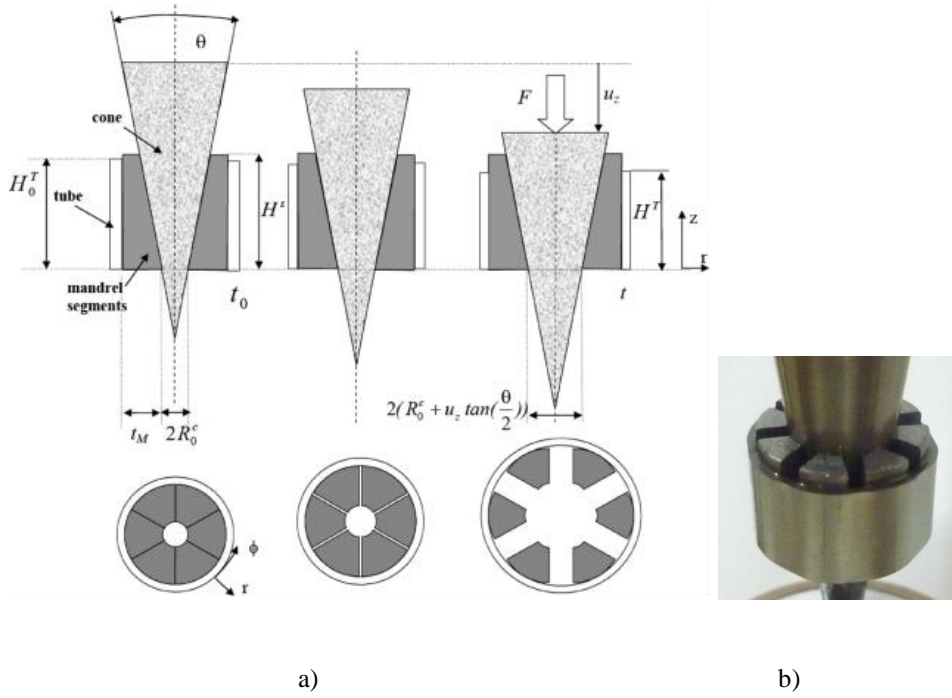 θ
cone
F
u_z
H_0^T
tube
H^s
H^T
z
r
mandrel
segments
t_0
t
t_M
2R_0^c
2(R_0^c + u_z tan(θ/2))
ϕ
r
a)
b)